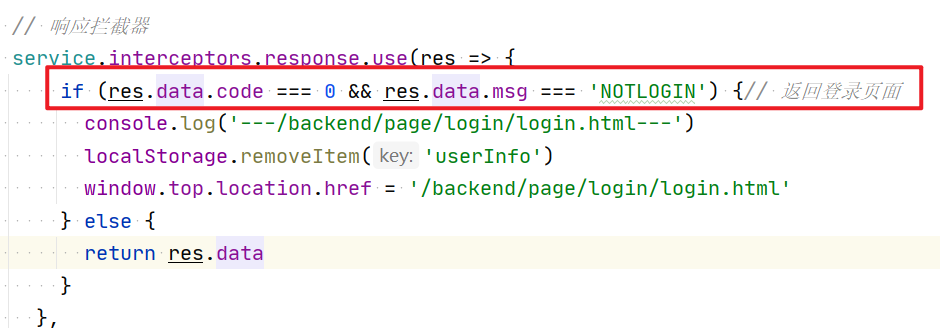 // 响应拦截器
service.interceptors.response.use(res => {
if (res.data.code === 0 && res.data.msg === 'NOTLOGIN') {// 返回登录页面
console.log('---/backend/page/login/login.html---')
localStorage.removeItem( key: 'userInfo')
window.top.location.href = '/backend/page/login/login.html'
} else {
return res.data
}
},